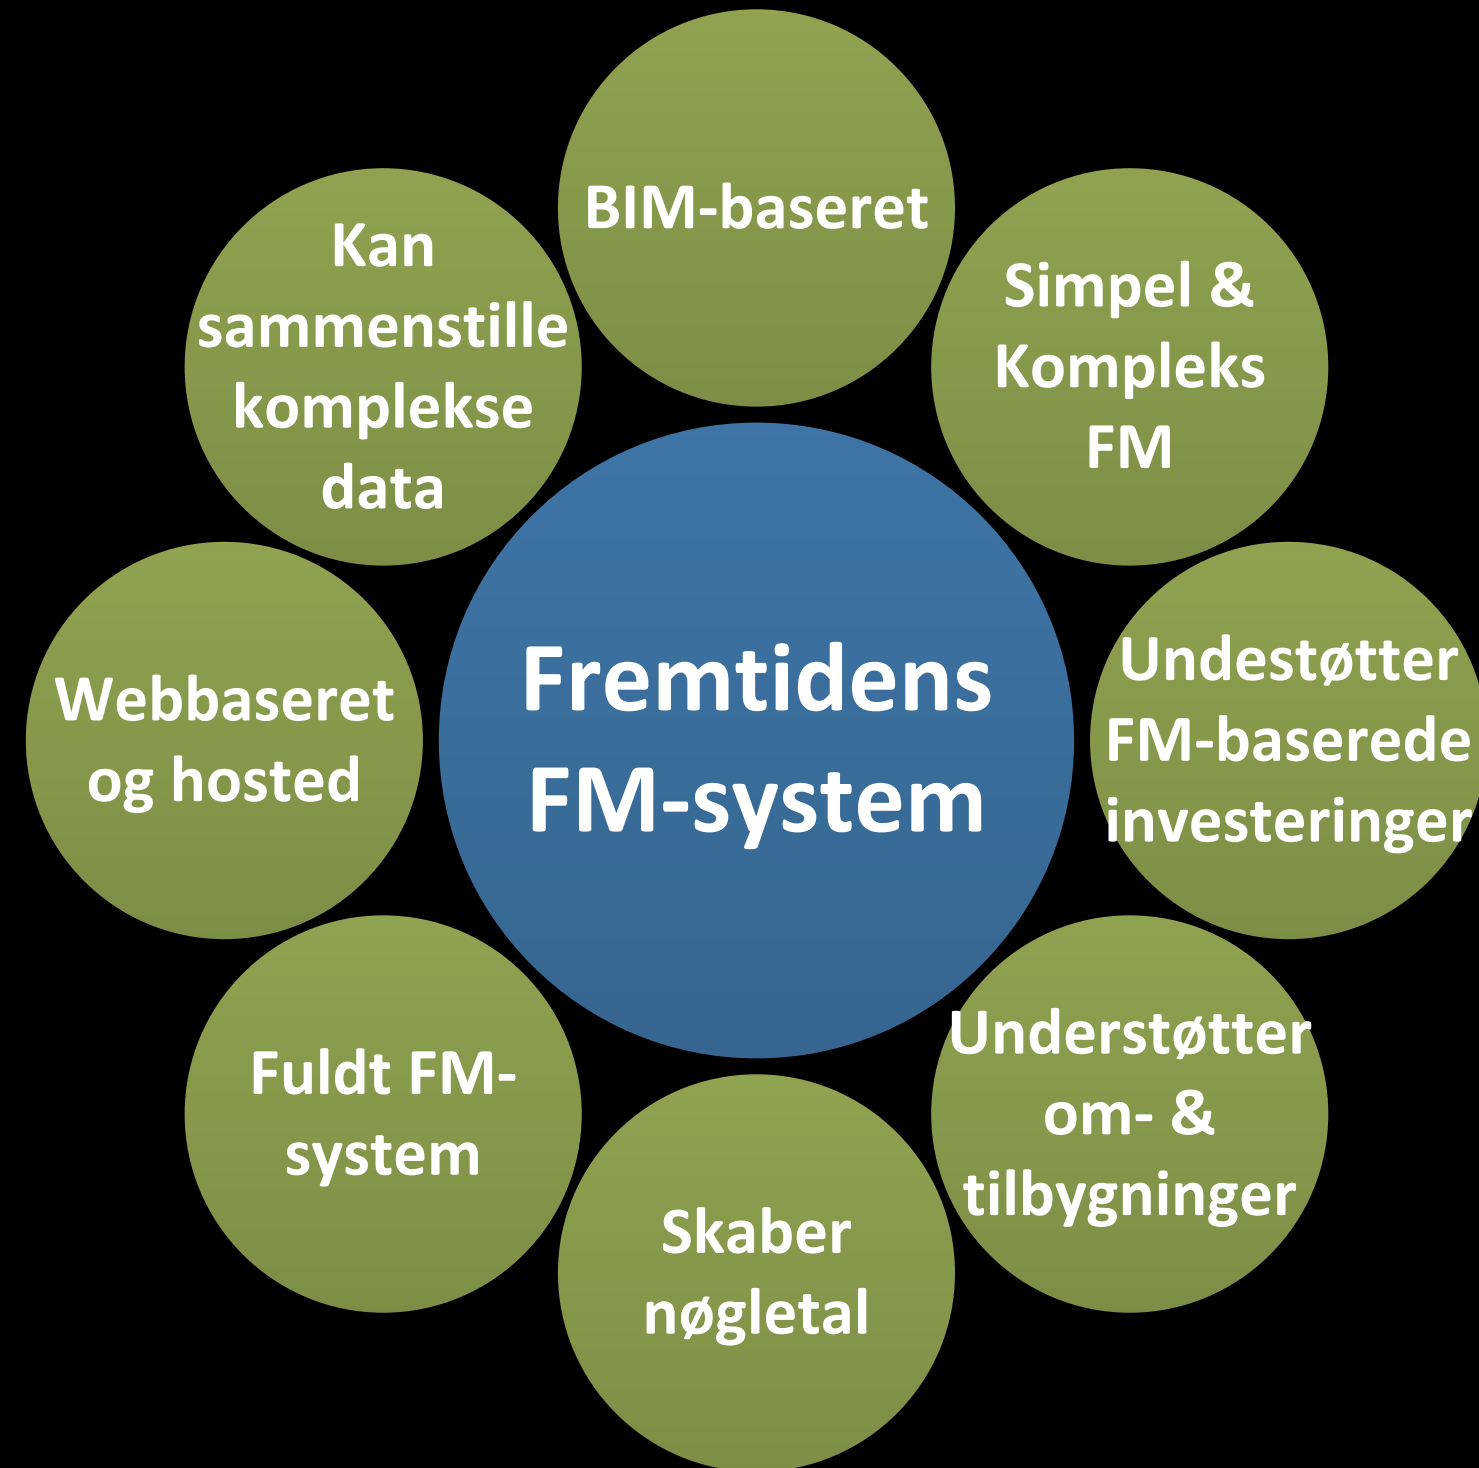 BIM-baseret
Simpel &
Kompleks
FM
Undestøtter
FM-baserede
investeringer
Understøtter
om- &
tilbygninger
Skaber
nøgletal
Fuldt FM-
system
Webbaseret
og hosted
Kan
sammenstille
komplekse
data
Fremtidens
FM-system